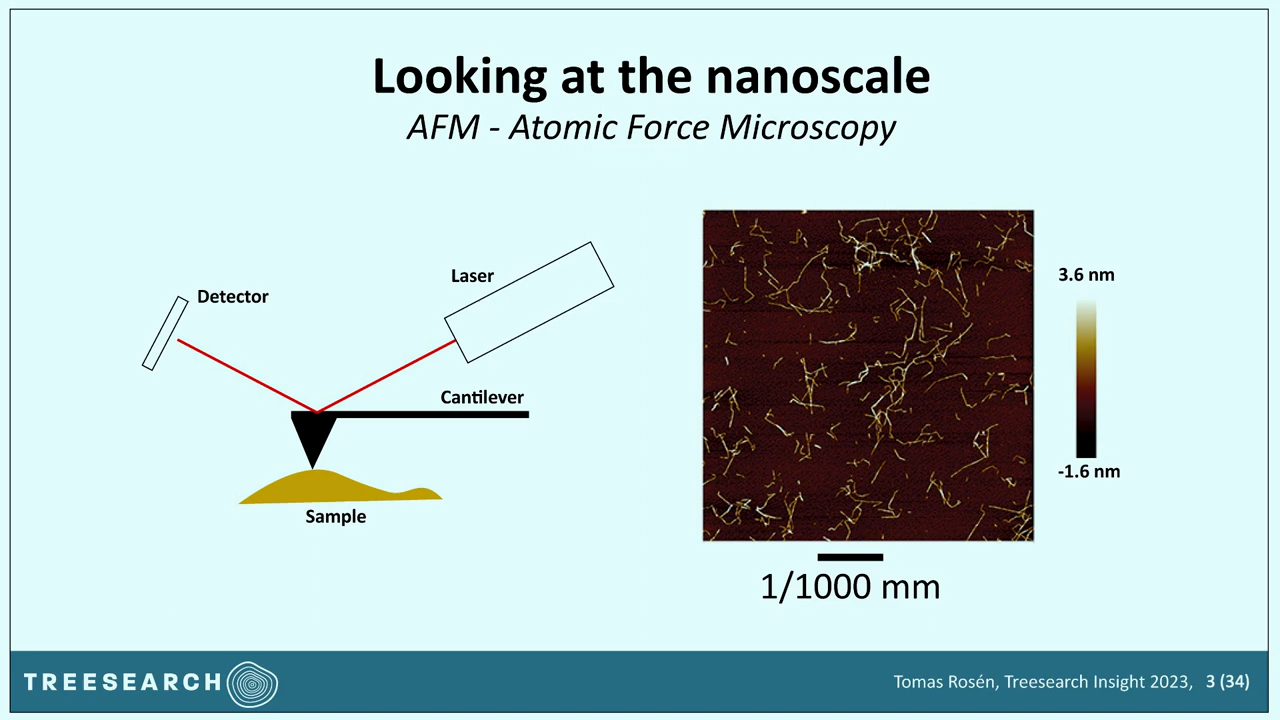 Looking at the nanoscale
AFM - Atomic Force Microscopy
Laser
Detector
Cantilever
Sample
3.6 nm
-1.6 nm
1/1000 mm
TREESEARCH
Tomas Rosén, Treesearch Insight 2023, 3 (34)